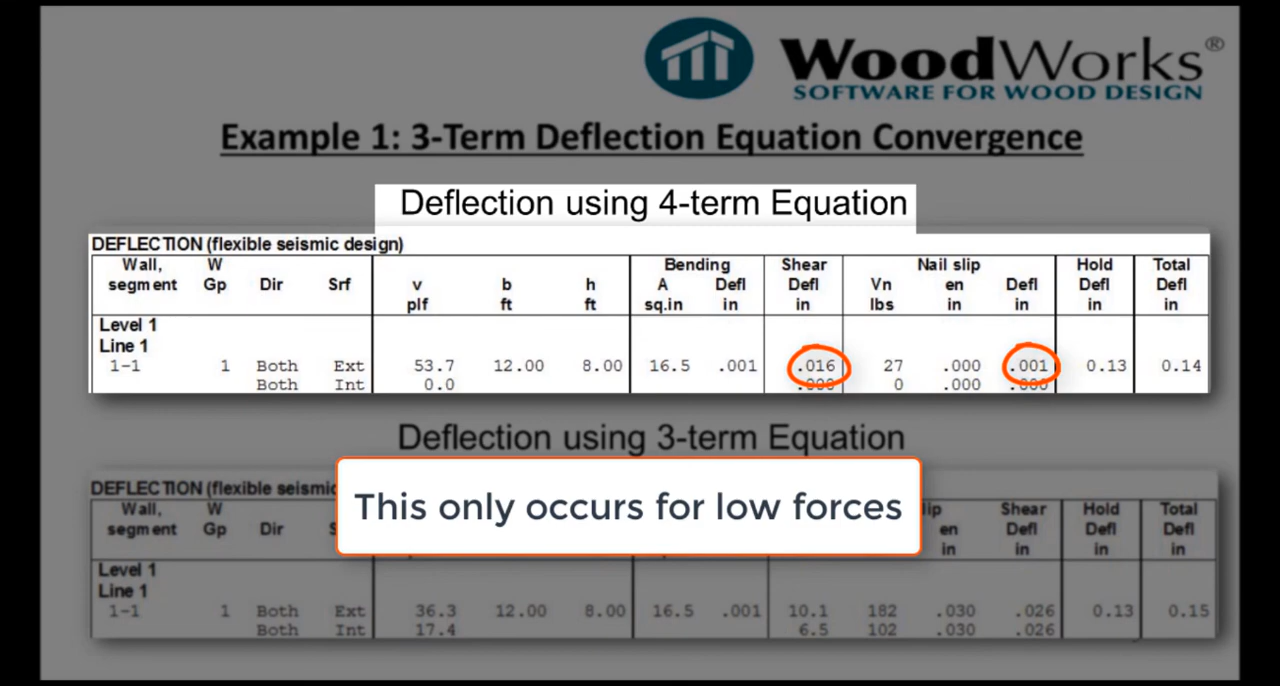 WoodWorks®
SOFTWARE FOR WOOD DESIGN
Example 1: 3-Term Deflection Equation Convergence
Deflection using 4-term Equation
DEFLECTION (flexible seismic design)
Wall, W Bending Shear Nail slip Hold Total
segment Gp Dir Srf v b h A Defl Defl Vn en Defl Defl Defl
plf ft ft sq.in in in lbs in in in in
Level 1
Line 1
1-1 1 Both Ext 53.7 12.00 8.00 16.5 .001 .016 27 .000 .001 0.13 0.14
Both Int 0.0 .000 0 .000 .000
Deflection using 3-term Equation
This only occurs for low forces
DEFLECTION (flexible seismic
Wall, W Shear Hold Total
segment Gp Dir en Defl Defl Defl
in in in in
Level 1
Line 1
1-1 1 Both Ext 36.3 12.00 8.00 16.5 .001 10.1 182 .030 .026 0.13 0.15
Both Int 17.4 6.5 102 .030 .026